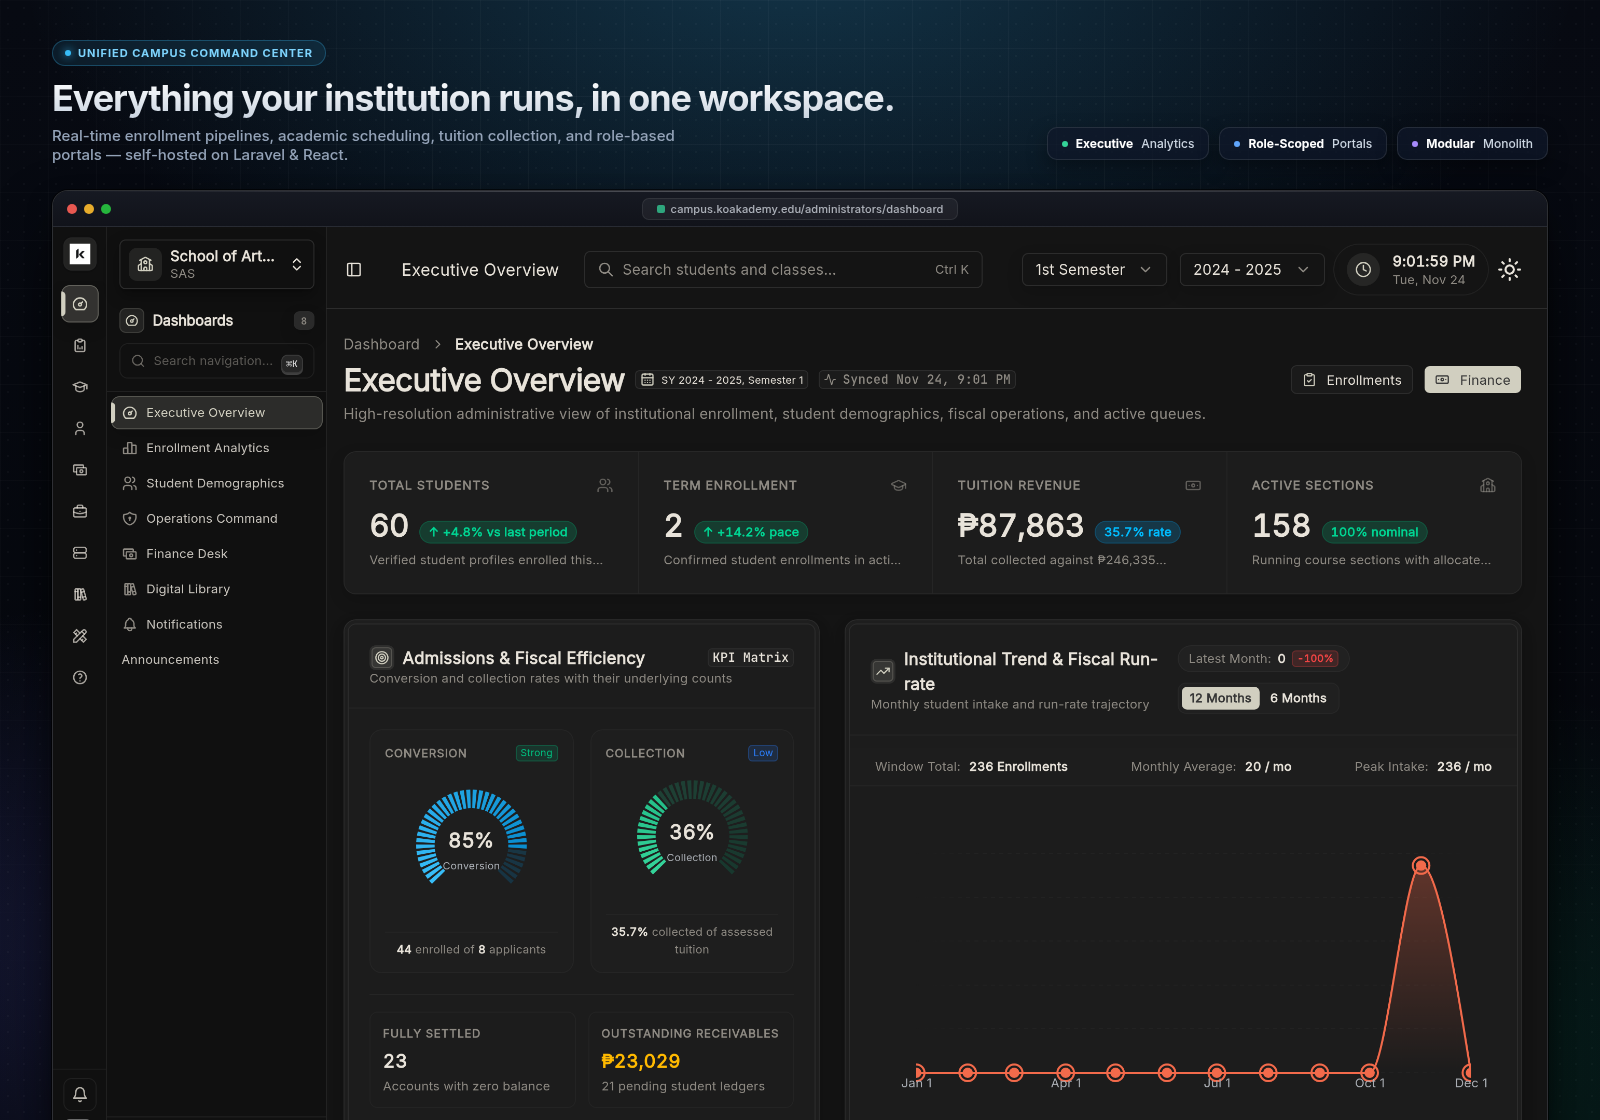 UNIFIED CAMPUS COMMAND CENTER
Everything your institution runs, in one workspace.
Real-time enrollment pipelines, academic scheduling, tuition collection, and role-based
portals — self-hosted on Laravel & React.
Executive Analytics
Role-Scoped Portals
Modular Monolith
campus.koakademy.edu/administrators/dashboard
k
School of Art...
SAS
Dashboards
8
Search navigation...
⌘K
Executive Overview
Enrollment Analytics
Student Demographics
Operations Command
Finance Desk
Digital Library
Notifications
Announcements
Executive Overview
Search students and classes...
Ctrl K
1st Semester
2024 - 2025
9:01:59 PM
Tue, Nov 24
Dashboard > Executive Overview
Executive Overview
SY 2024 - 2025, Semester 1
Synced Nov 24, 9:01 PM
Enrollments
Finance
High-resolution administrative view of institutional enrollment, student demographics, fiscal operations, and active queues.
TOTAL STUDENTS
60
↑ +4.8% vs last period
Verified student profiles enrolled this...
TERM ENROLLMENT
2
↑ +14.2% pace
Confirmed student enrollments in acti...
TUITION REVENUE
₱87,863
35.7% rate
Total collected against ₱246,335...
ACTIVE SECTIONS
158
100% nominal
Running course sections with allocate...
Admissions & Fiscal Efficiency
KPI Matrix
Conversion and collection rates with their underlying counts
CONVERSION
Strong
85%
Conversion
44 enrolled of 8 applicants
COLLECTION
Low
36%
Collection
35.7% collected of assessed
tuition
FULLY SETTLED
23
Accounts with zero balance
OUTSTANDING RECEIVABLES
₱23,029
21 pending student ledgers
Institutional Trend & Fiscal Run-
rate
Monthly student intake and run-rate trajectory
Latest Month: 0 -100%
12 Months
6 Months
Window Total: 236 Enrollments
Monthly Average: 20 / mo
Peak Intake: 236 / mo
Jan 1
Apr 1
Jul 1
Oct 1
Dec 1